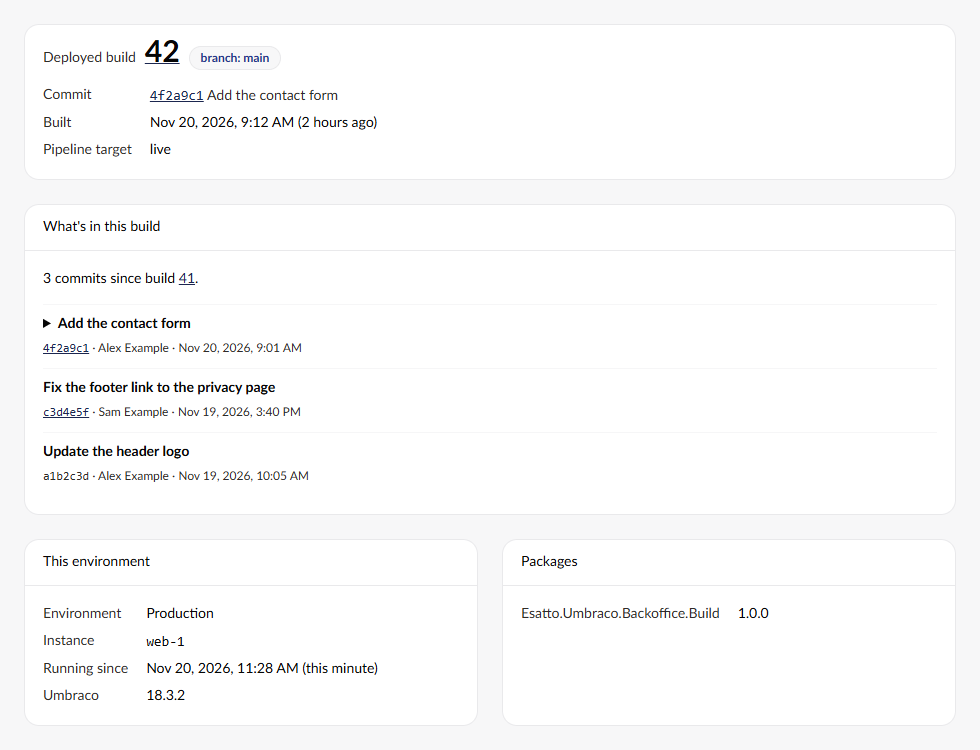 Deployed build 42 branch: main
Commit 4f2a9c1 Add the contact form
Built Nov 20, 2026, 9:12 AM (2 hours ago)
Pipeline target live
What's in this build
3 commits since build 41.
Add the contact form
4f2a9c1 · Alex Example · Nov 20, 2026, 9:01 AM
Fix the footer link to the privacy page
c3d4e5f · Sam Example · Nov 19, 2026, 3:40 PM
Update the header logo
a1b2c3d · Alex Example · Nov 19, 2026, 10:05 AM
This environment
Environment Production
Instance web-1
Running since Nov 20, 2026, 11:28 AM (this minute)
Umbraco 18.3.2
Packages
Esatto.Umbraco.Backoffice.Build 1.0.0